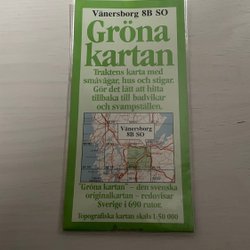 Vänersborg 8B SO
Gröna
kartan
Traktens karta med
småvägar, hus och stigar.
Gör det lätt att hitta
tillbaka till badvikar
och svampställen.
Vänersborg
8B SO
"Gröna kartan" – den svenska
originalkartan – redovisar
Sverige i 690 rutor.
Topografiska kartan skala 1:50 000